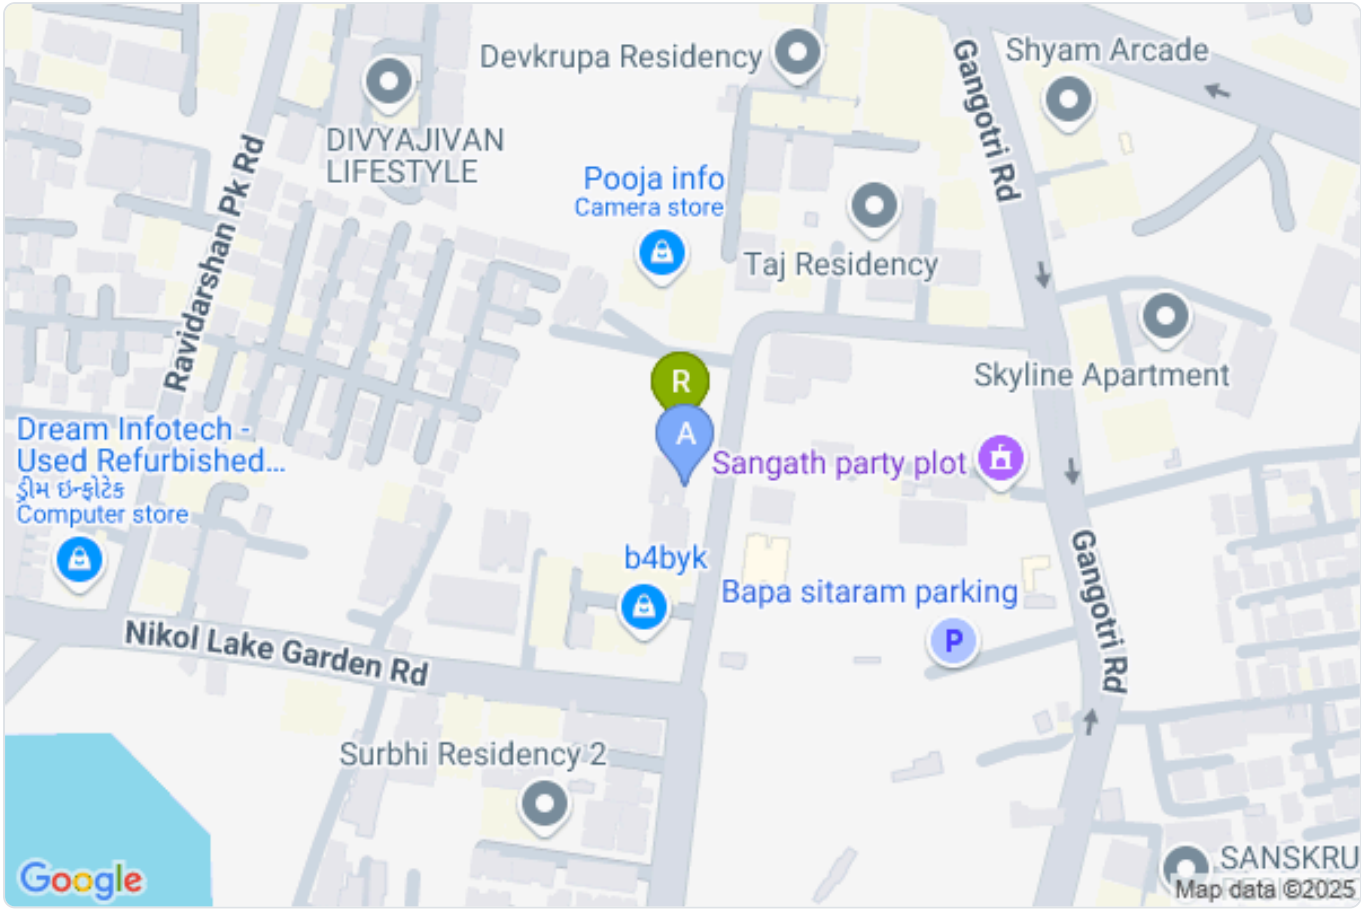 Devkrupa Residency
Shyam Arcade
Gangotri Rd
DIVYAJIVAN
LIFESTYLE
Ravidarshan Pk Rd
Pooja info
Camera store
Taj Residency
R
Skyline Apartment
A
Dream Infotech -
Used Refurbished...
ડ્રીમ ઇન્ફોટેક
Computer store
Sangath party plot
b4byk
Bapa sitaram parking
P
Gangotri Rd
Nikol Lake Garden Rd
Surbhi Residency 2
SANSKRU
Google
Map data ©2025